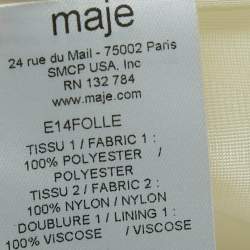 maje
24 rue du Mail - 75002 Paris
SMCP USA, Inc
RN 132 784
www.maje.com
E14FOLLE
TISSU 1 / FABRIC 1 :
100% POLYESTER /
POLYESTER
TISSU 2 / FABRIC 2 :
100% NYLON / NYLON
DOUBLURE 1 / LINING 1 :
100% VISCOSE / VISCOSE